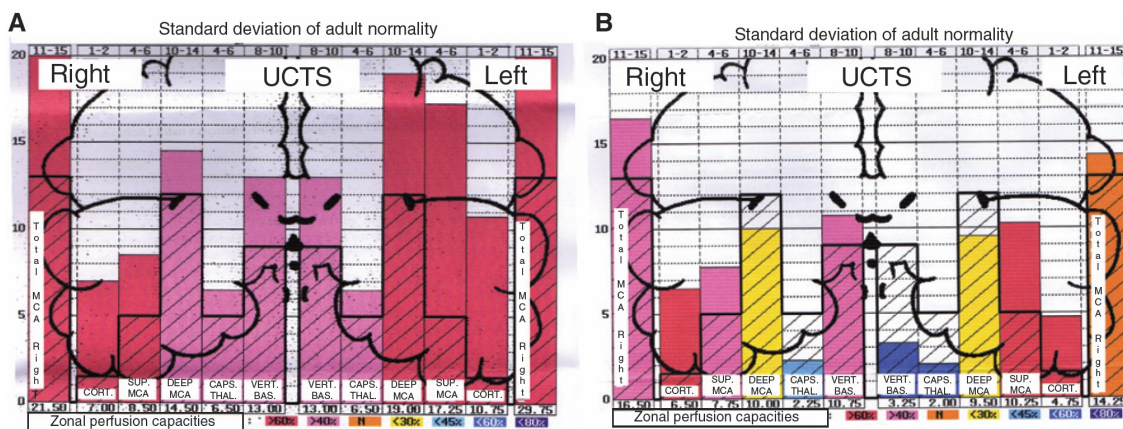 A
Standard deviation of adult normality
11-15 1-2 4-6 10-14 4-6 8-10 8-10 4-6 10-14 4-6 1-2 11-15
20
Right UCTS Left
15
10
5
0
Total MCA Right
Total MCA Right
CORT.
SUP. MCA
DEEP MCA
CAPS. THAL.
VERT. BAS.
VERT. BAS.
CAPS. THAL.
DEEP MCA
SUP. MCA
CORT.
21.50 7.00 8.50 14.50 6.50 13.00 13.00 6.50 19.00 17.25 10.75 29.75
Zonal perfusion capacities
: >60% >40% N <30% <45% <60% <80%
B
Standard deviation of adult normality
11-15 1-2 4-6 10-14 4-6 8-10 8-10 4-6 10-14 4-6 1-2 11-15
20
Right UCTS Left
15
10
5
0
Total MCA Right
Total MCA Right
CORT.
SUP. MCA
DEEP MCA
CAPS. THAL.
VERT. BAS.
VERT. BAS.
CAPS. THAL.
DEEP MCA
SUP. MCA
CORT.
16.50 6.50 7.75 10.00 2.25 10.75 3.25 2.00 9.50 10.25 4.75 14.25
Zonal perfusion capacities
: >60% >40% N <30% <45% <60% <80%